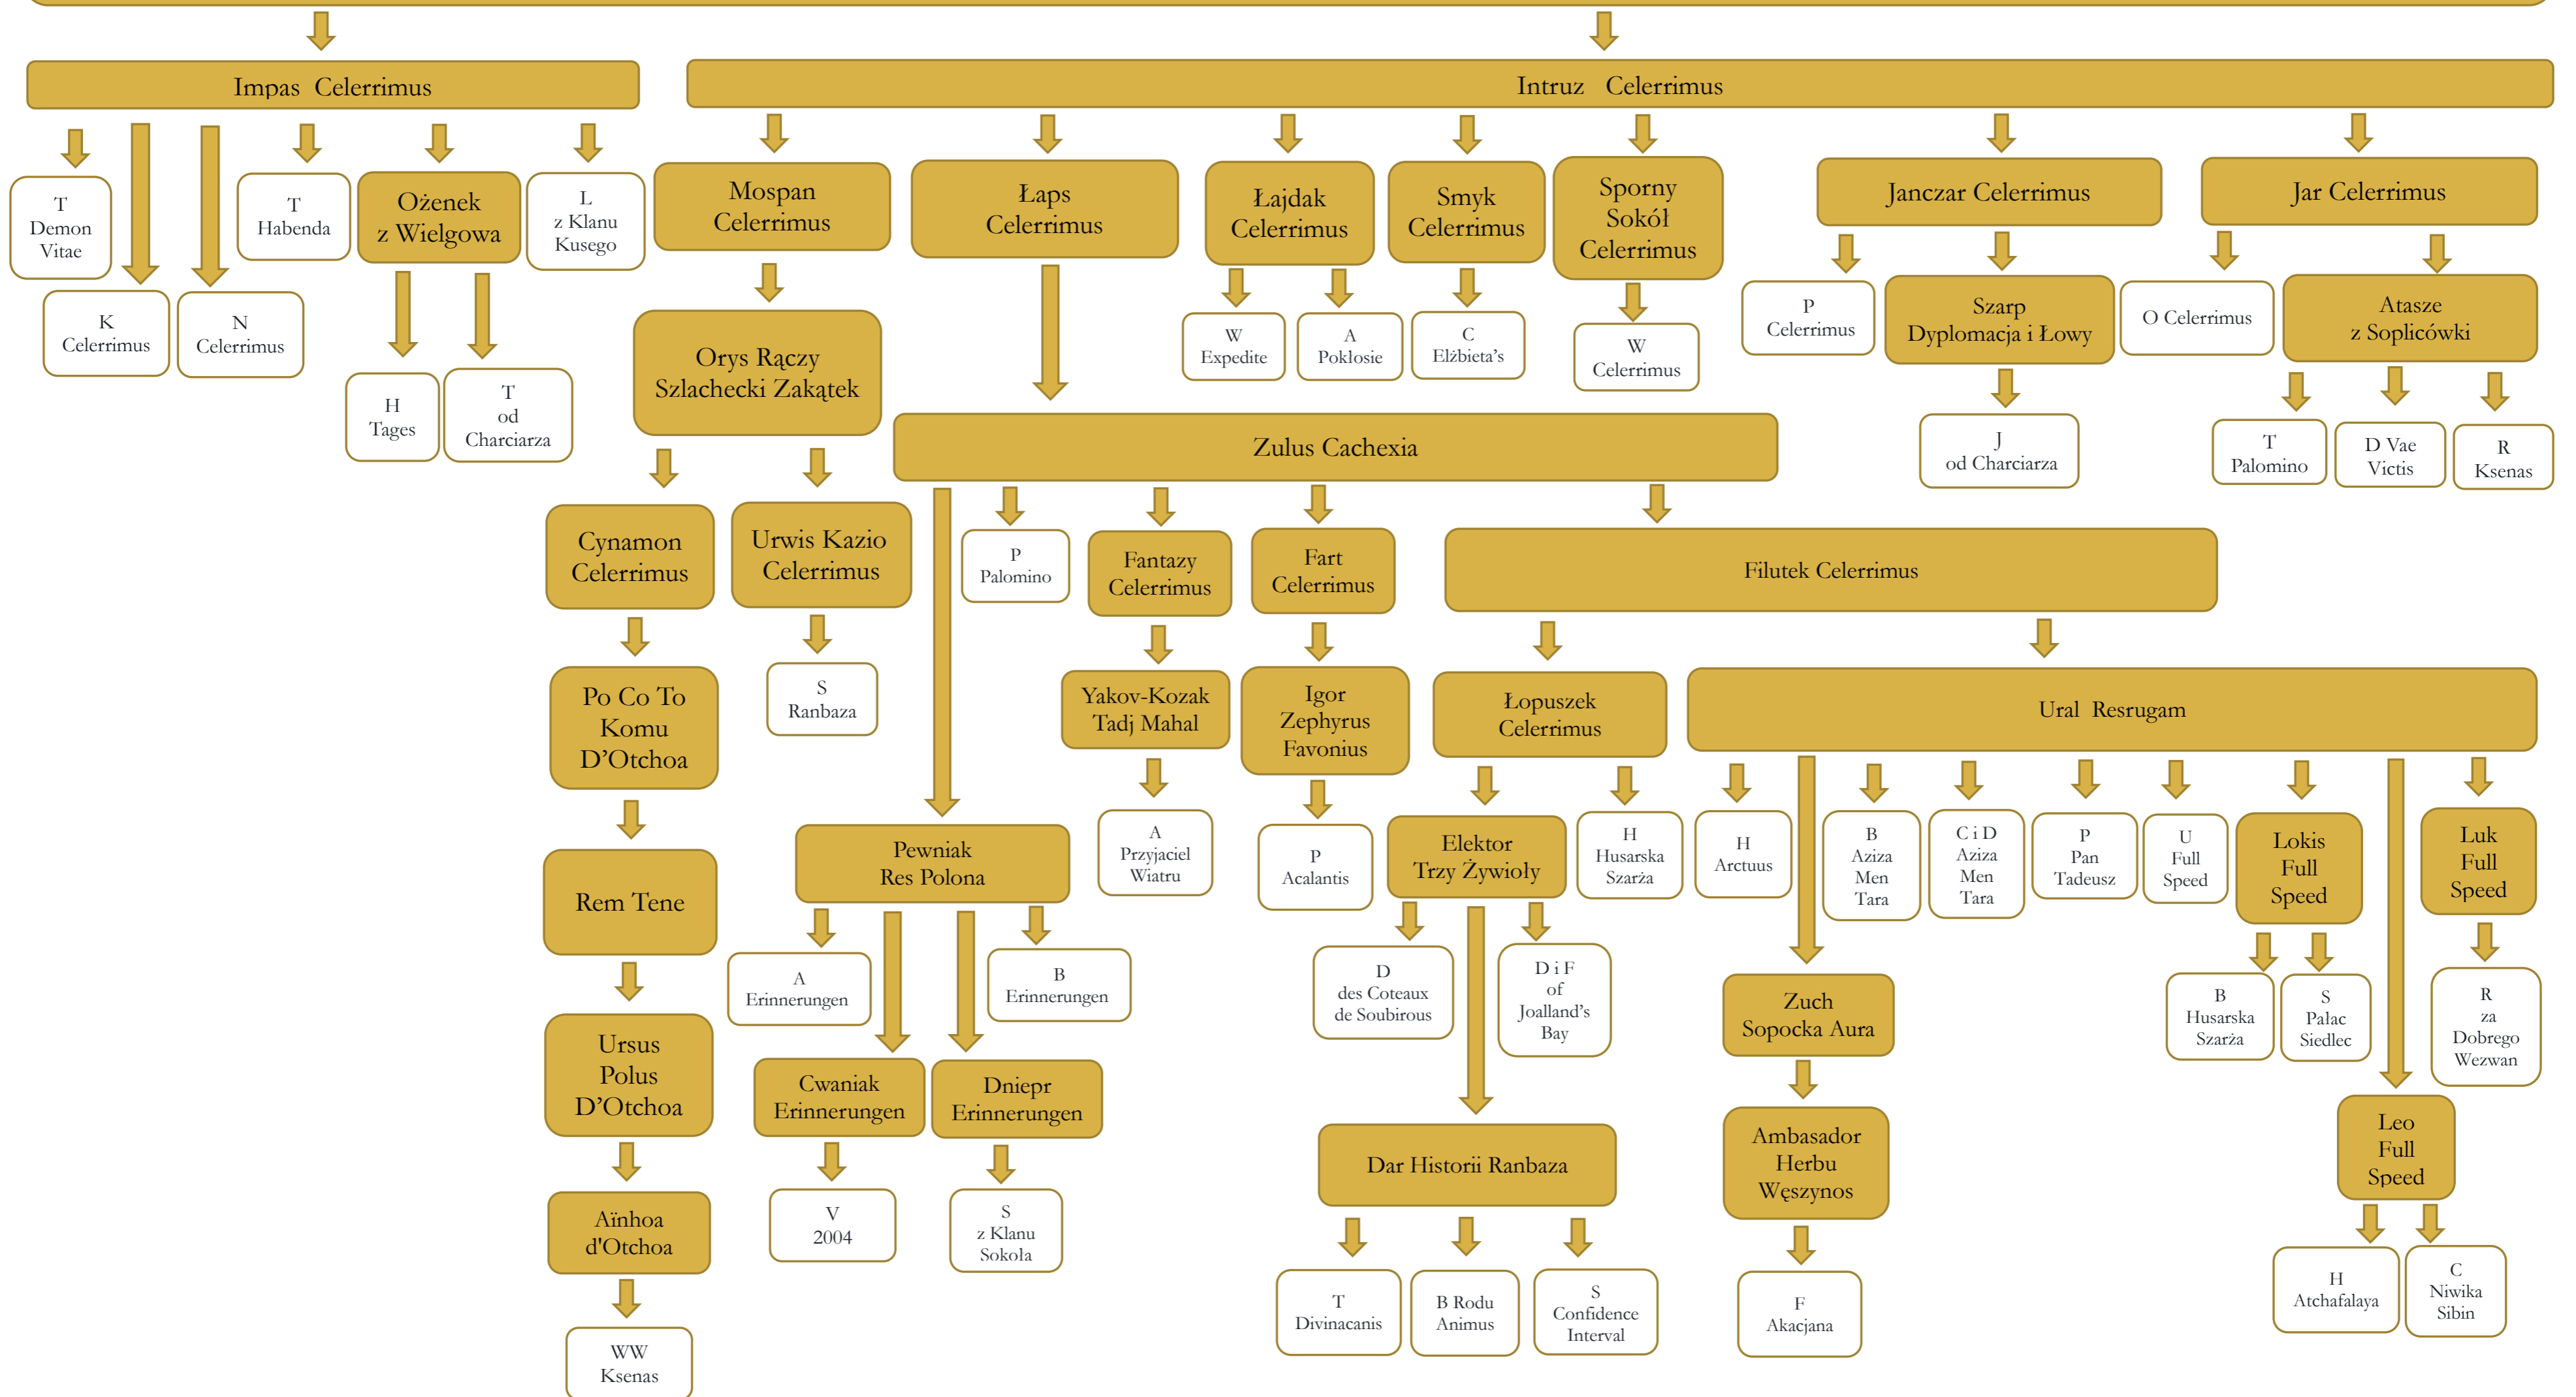 Impas Celerrimus
Intruz Celerrimus
T
Demon
Vitae
K
Celerrimus
N
Celerrimus
T
Habenda
Ożenek
z Wielgowa
L
z Klanu
Kusego
H
Tages
T
od
Charciarza
Mospan
Celerrimus
Łaps
Celerrimus
Łajdak
Celerrimus
Smyk
Celerrimus
Sporny
Sokół
Celerrimus
Janczar Celerrimus
Jar Celerrimus
Orys Rączy
Szlachecki Zakątek
W
Expedite
A
Pokłosie
C
Elżbieta's
W
Celerrimus
P
Celerrimus
Szarp
Dyplomacja i Łowy
O Celerrimus
Atasze
z Soplicówki
J
od Charciarza
T
Palomino
D Vae
Victis
R
Ksenas
Zulus Cachexia
Cynamon
Celerrimus
Urwis Kazio
Celerrimus
P
Palomino
Fantazy
Celerrimus
Fart
Celerrimus
Filutek Celerrimus
Po Co To
Komu
D'Otchoa
S
Ranbaza
Yakov-Kozak
Tadj Mahal
Igor
Zephyrus
Favonius
Łopuszek
Celerrimus
Ural Resrugam
Rem Tene
Pewniak
Res Polona
A
Przyjaciel
Wiatru
P
Acalantis
Elektor
Trzy Żywioły
H
Husarska
Szarża
H
Arctuus
B
Aziza
Men
Tara
C i D
Aziza
Men
Tara
P
Pan
Tadeusz
U
Full
Speed
Lokis
Full
Speed
Luk
Full
Speed
A
Erinnerungen
B
Erinnerungen
D
des Coteaux
de Soubirous
D i F
of
Joalland's
Bay
Zuch
Sopocka Aura
B
Husarska
Szarża
S
Pałac
Siedlec
R
za
Dobrego
Wezwan
Ursus
Polus
D'Otchoa
Cwaniak
Erinnerungen
Dniepr
Erinnerungen
Dar Historii Ranbaza
Ambasador
Herbu
Węszynos
Leo
Full
Speed
Aïnhoa
d'Otchoa
V
2004
S
z Klanu
Sokoła
T
Divinacanis
B Rodu
Animus
S
Confidence
Interval
F
Akacjana
H
Atchafalaya
C
Niwika
Sibin
WW
Ksenas